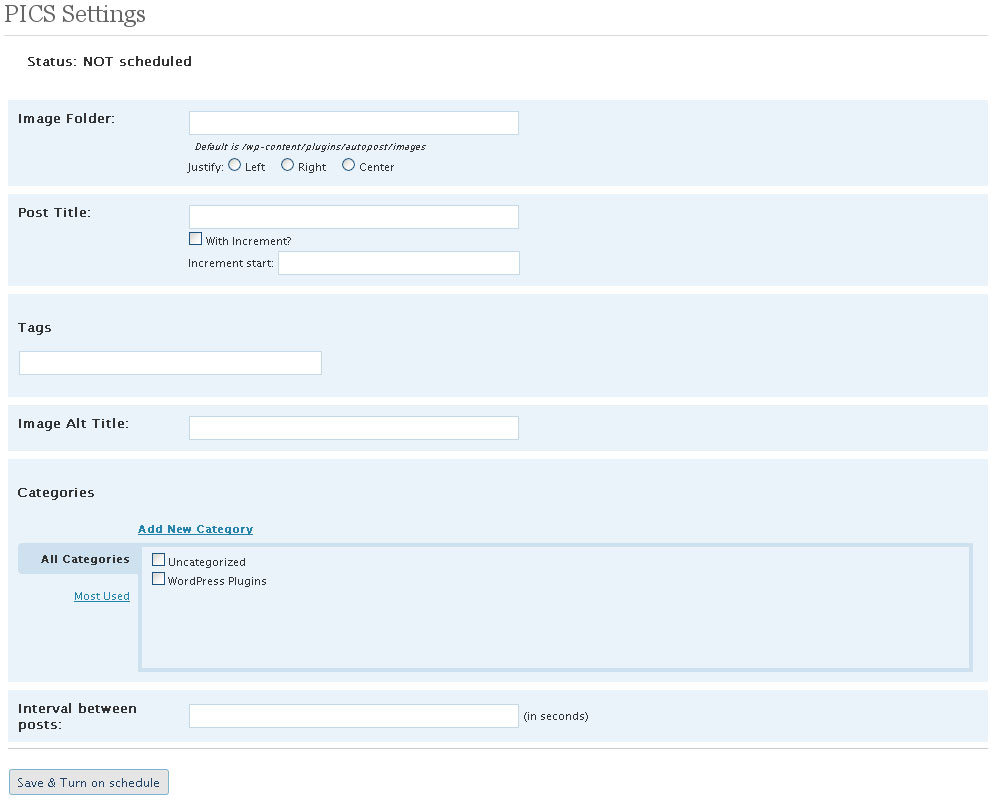 PICS Settings
Status: NOT scheduled
Image Folder:
Default is /wp-content/plugins/autopost/images
Justify: Left Right Center
Post Title:
With Increment?
Increment start:
Tags
Image Alt Title:
Categories
Add New Category
All Categories
Uncategorized
WordPress Plugins
Most Used
Interval between
posts:
(in seconds)
Save & Turn on schedule